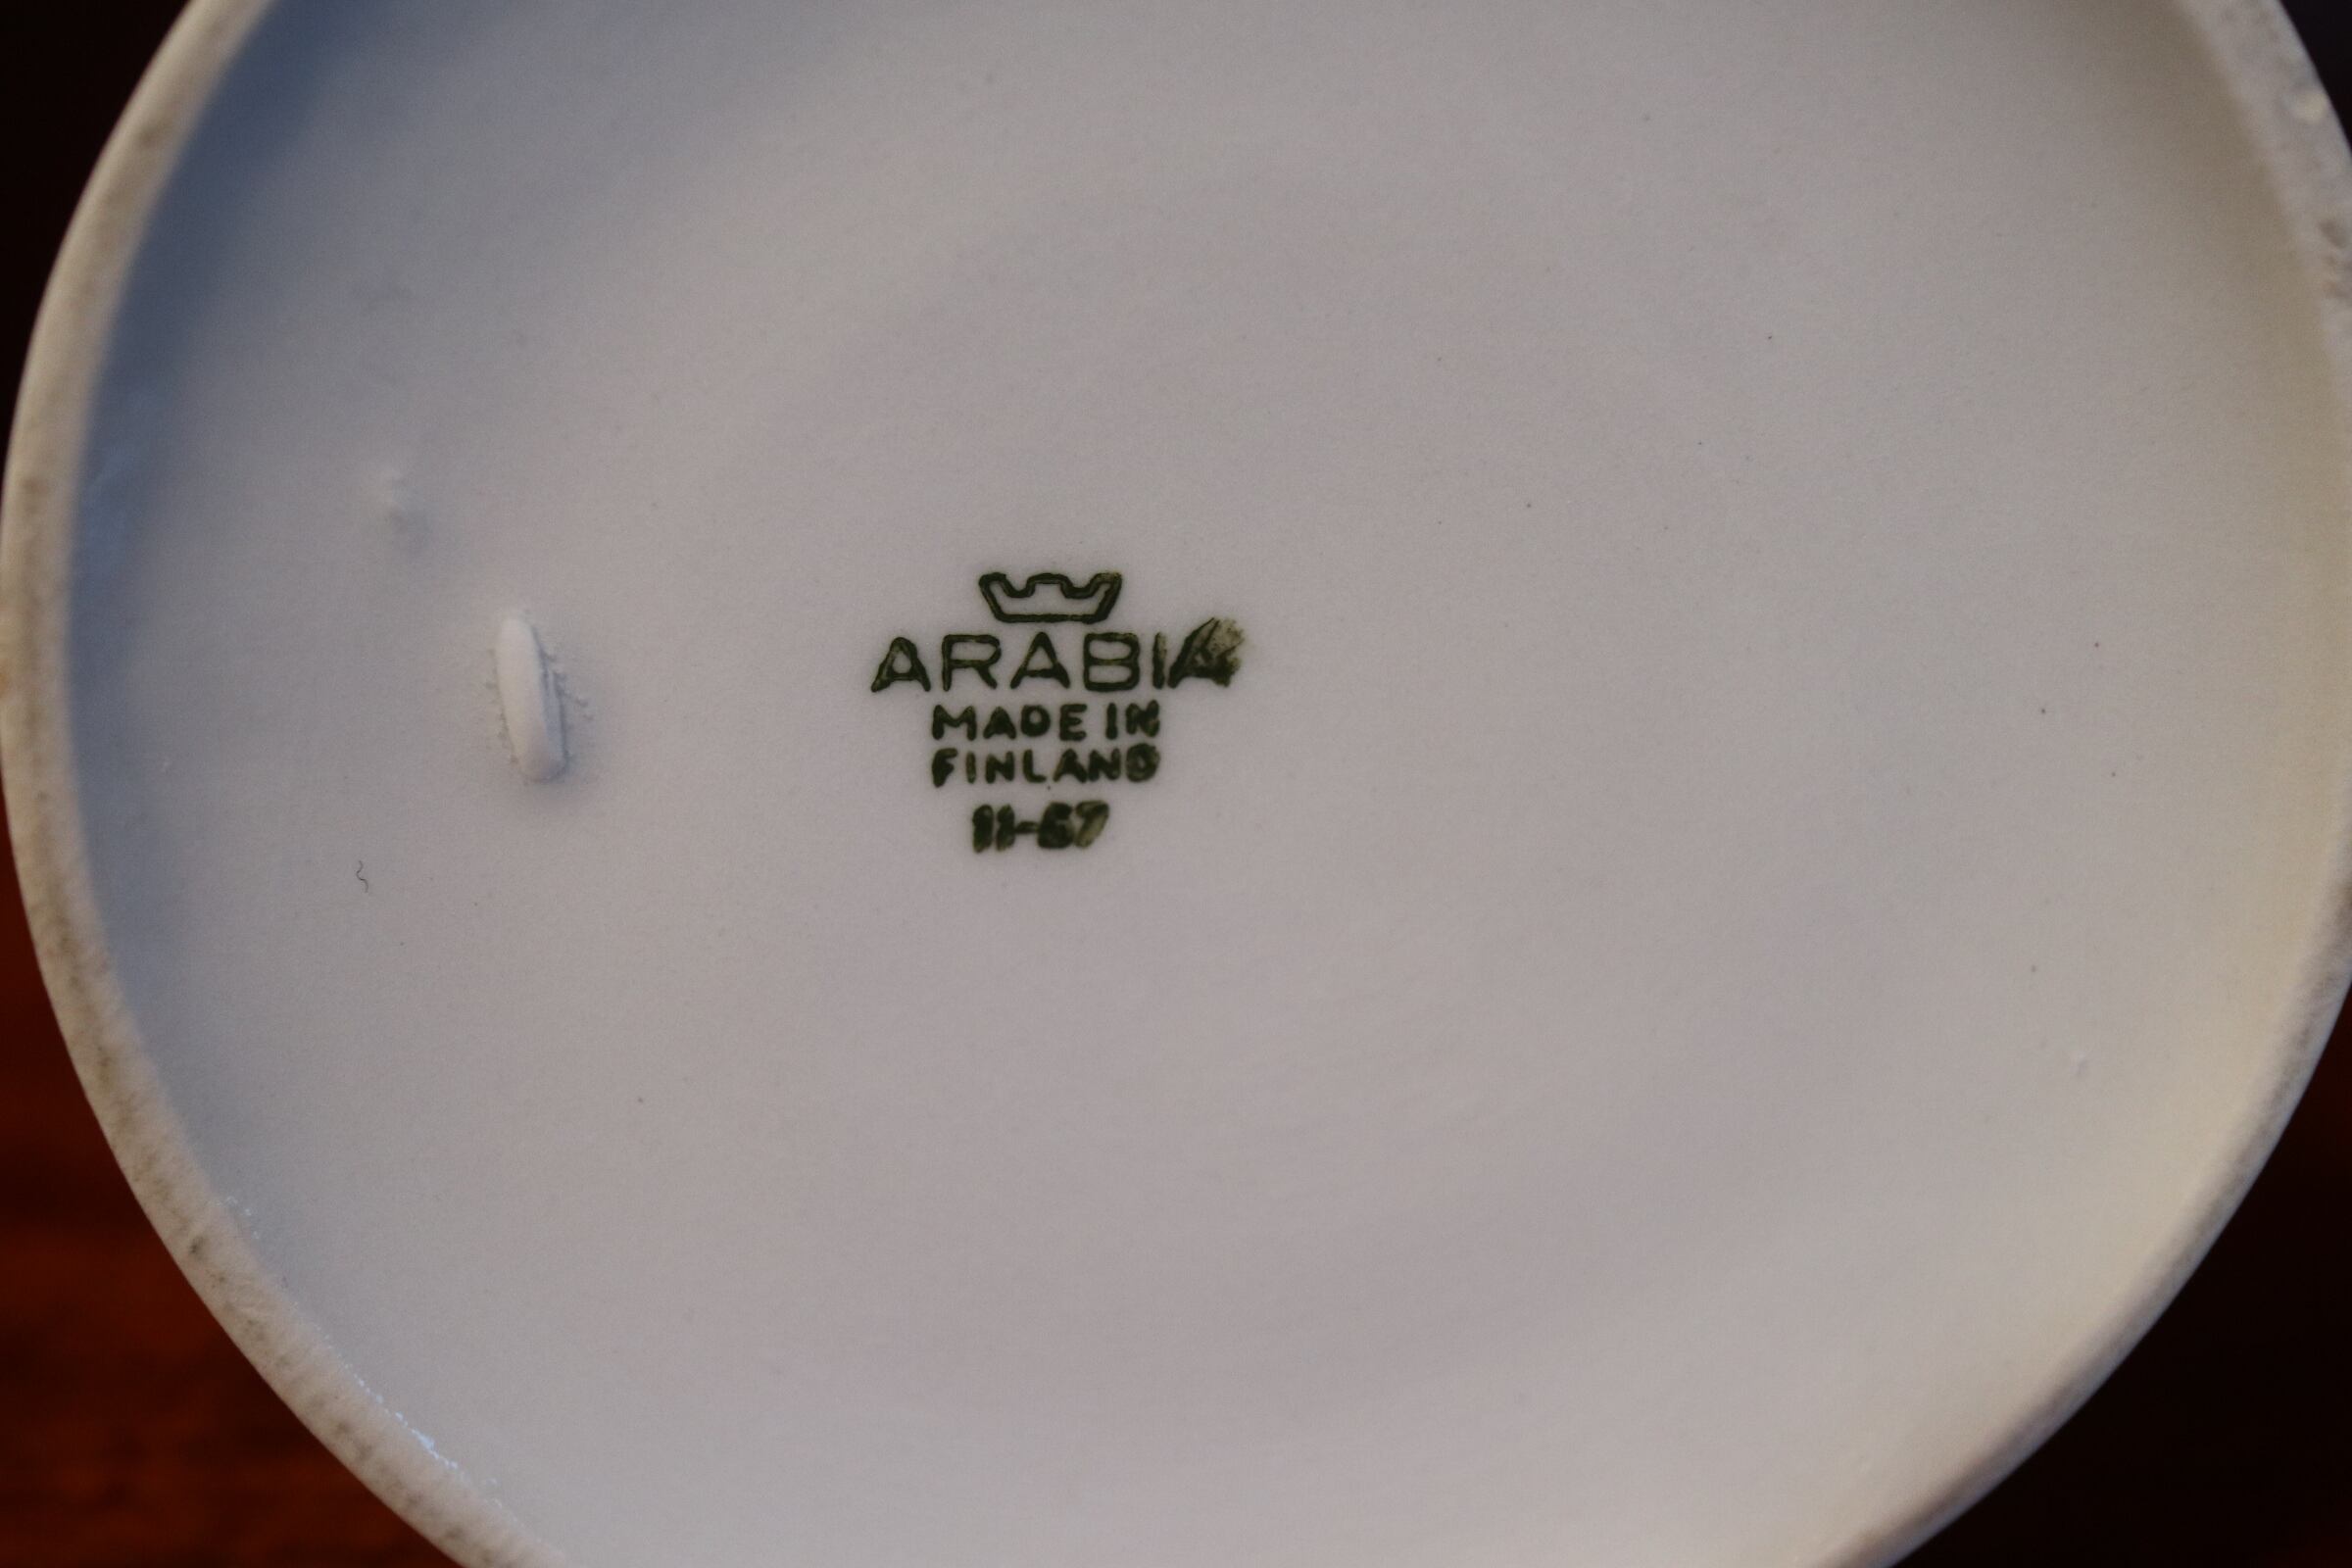 ARABIA
MADE IN
FINLAND
11-67